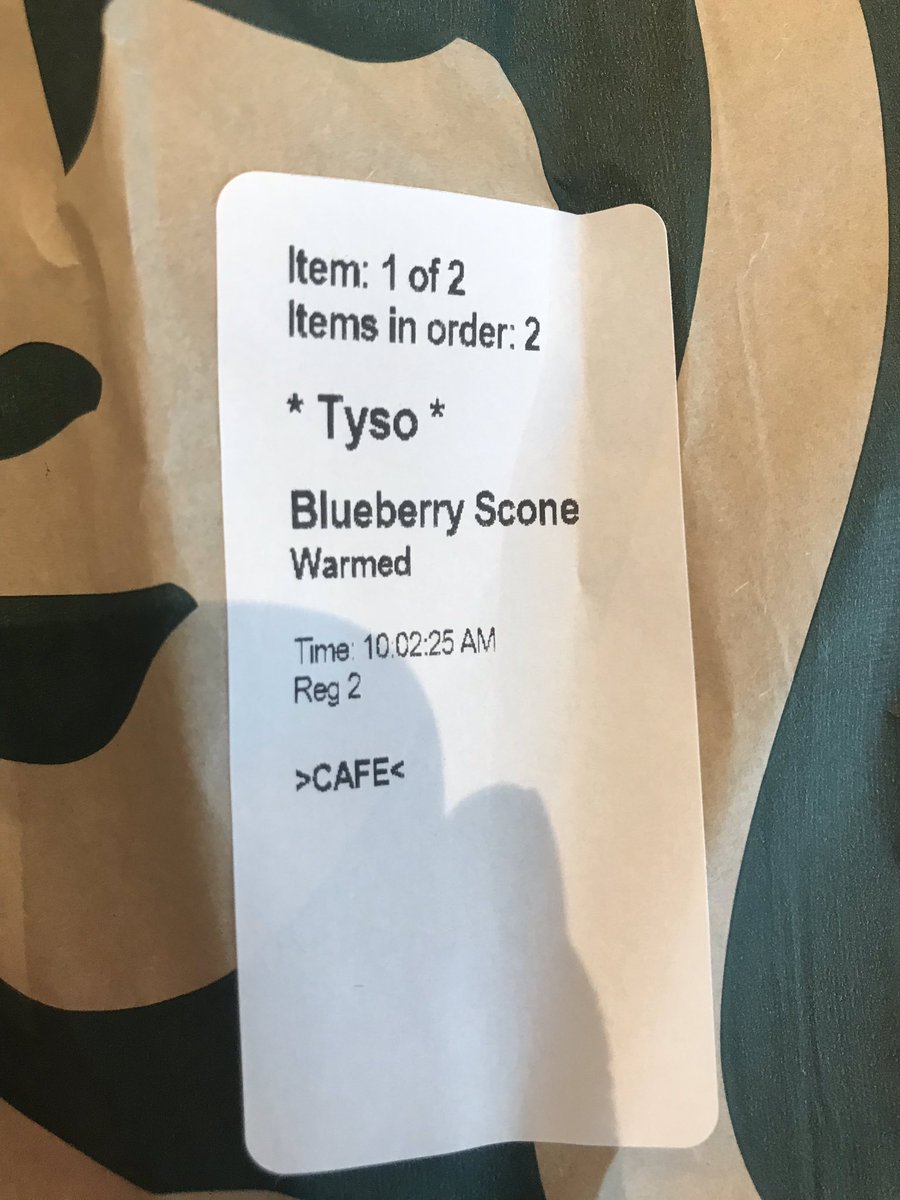 Item: 1 of 2
Items in order: 2
* Tyso *
Blueberry Scone
Warmed
Time: 10:02:25 AM
Reg 2
>CAFE<